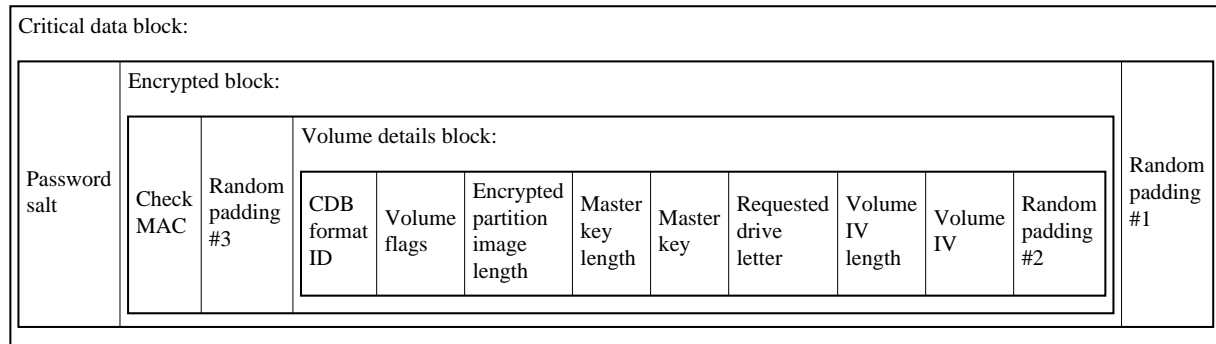 Critical data block:
Password
salt
Encrypted block:
Check
MAC
Random
padding
#3
Volume details block:
CDB
format
ID
Volume
flags
Encrypted
partition
image
length
Master
key
length
Master
key
Requested
drive
letter
Volume
IV
length
Volume
IV
Random
padding
#2
Random
padding
#1